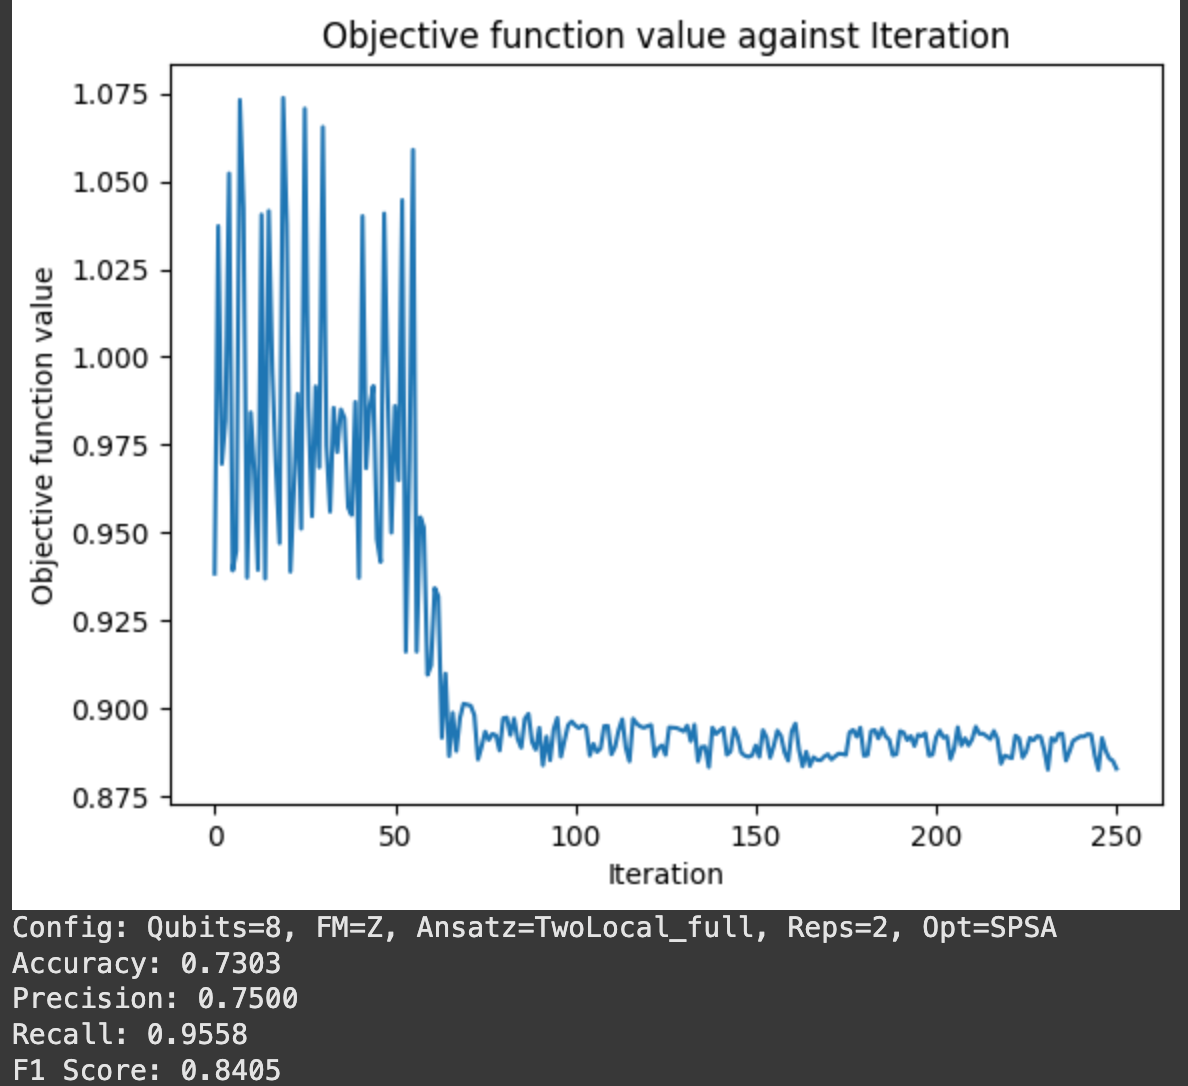 Objective function value against Iteration
1.075
1.050
1.025
1.000
0.975
0.950
0.925
0.900
0.875
Objective function value
0 50 100 150 200 250
Iteration
Config: Qubits=8, FM=Z, Ansatz=TwoLocal_full, Reps=2, Opt=SPSA
Accuracy: 0.7303
Precision: 0.7500
Recall: 0.9558
F1 Score: 0.8405